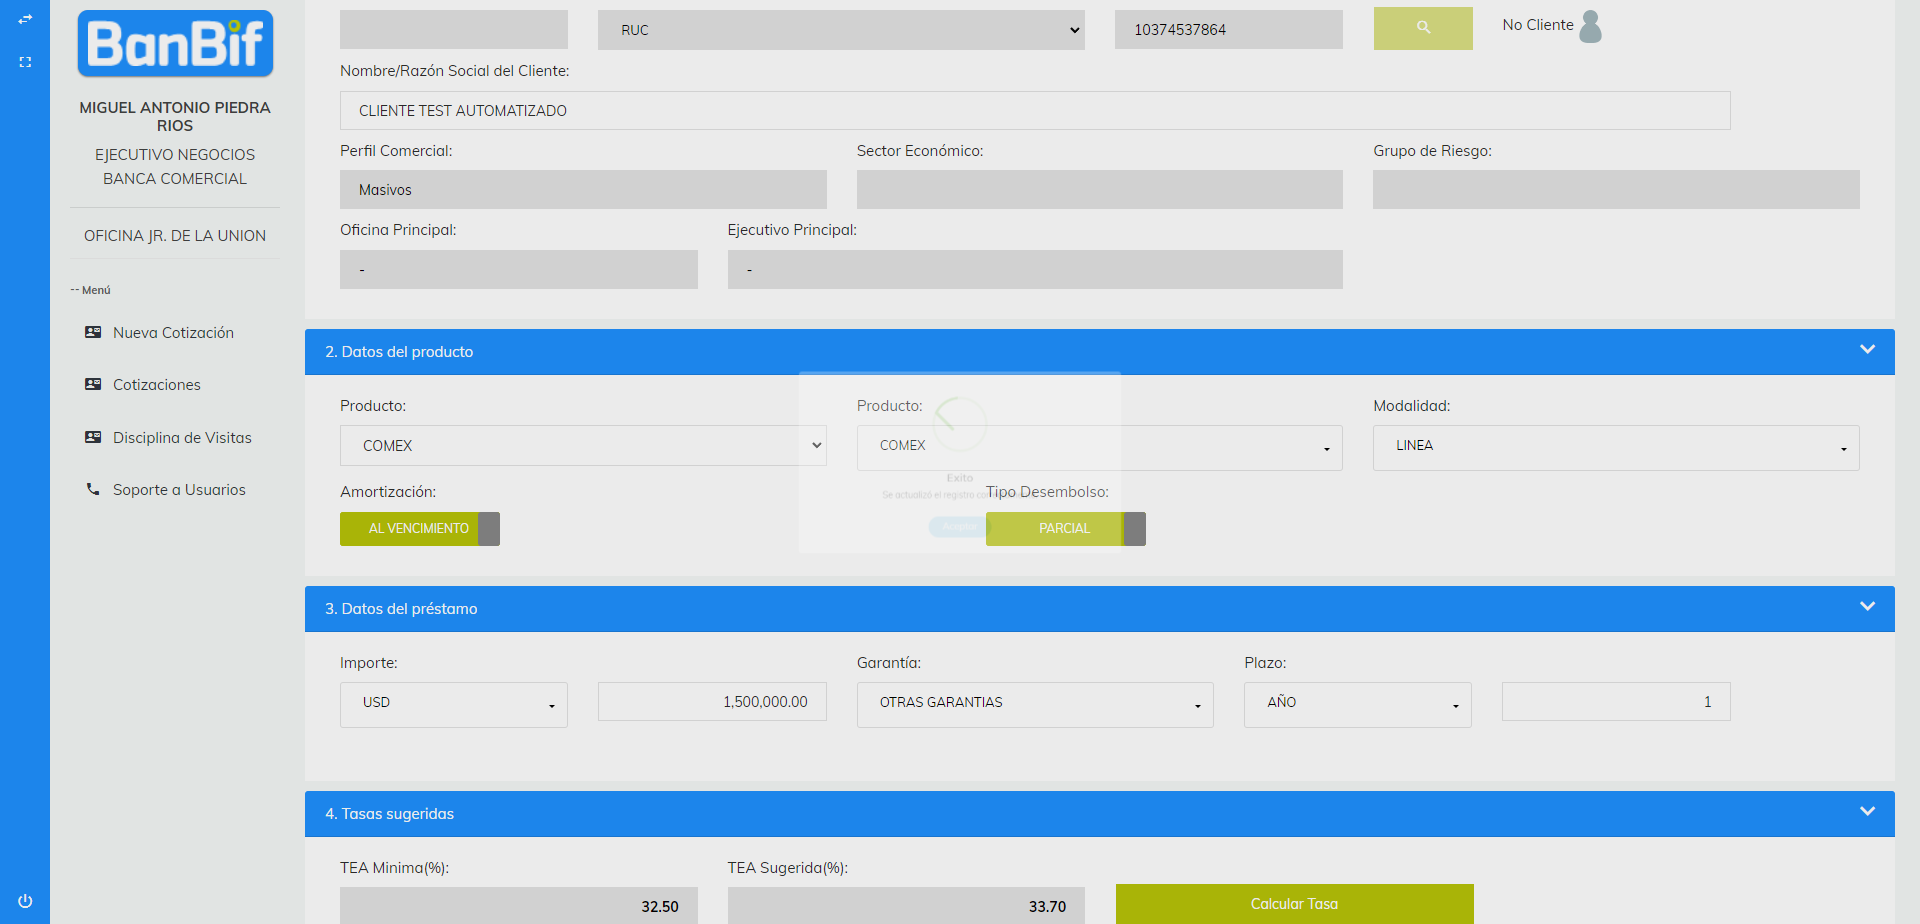 BanBif
MIGUEL ANTONIO PIEDRA
RIOS
EJECUTIVO NEGOCIOS
BANCA COMERCIAL
OFICINA JR. DE LA UNION
-- Menú
Nueva Cotización
Cotizaciones
Disciplina de Visitas
Soporte a Usuarios
RUC
10374537864
No Cliente
Nombre/Razón Social del Cliente:
CLIENTE TEST AUTOMATIZADO
Perfil Comercial:
Sector Económico:
Grupo de Riesgo:
Masivos
Oficina Principal:
Ejecutivo Principal:
-
-
2. Datos del producto
Producto:
Producto:
Modalidad:
COMEX
COMEX
LINEA
Exito
Se actualizó el registro
Amortización:
Tipo Desembolso:
AL VENCIMIENTO
PARCIAL
3. Datos del préstamo
Importe:
Garantía:
Plazo:
USD
1,500,000.00
OTRAS GARANTIAS
AÑO
1
4. Tasas sugeridas
TEA Minima(%):
TEA Sugerida(%):
32.50
33.70
Calcular Tasa